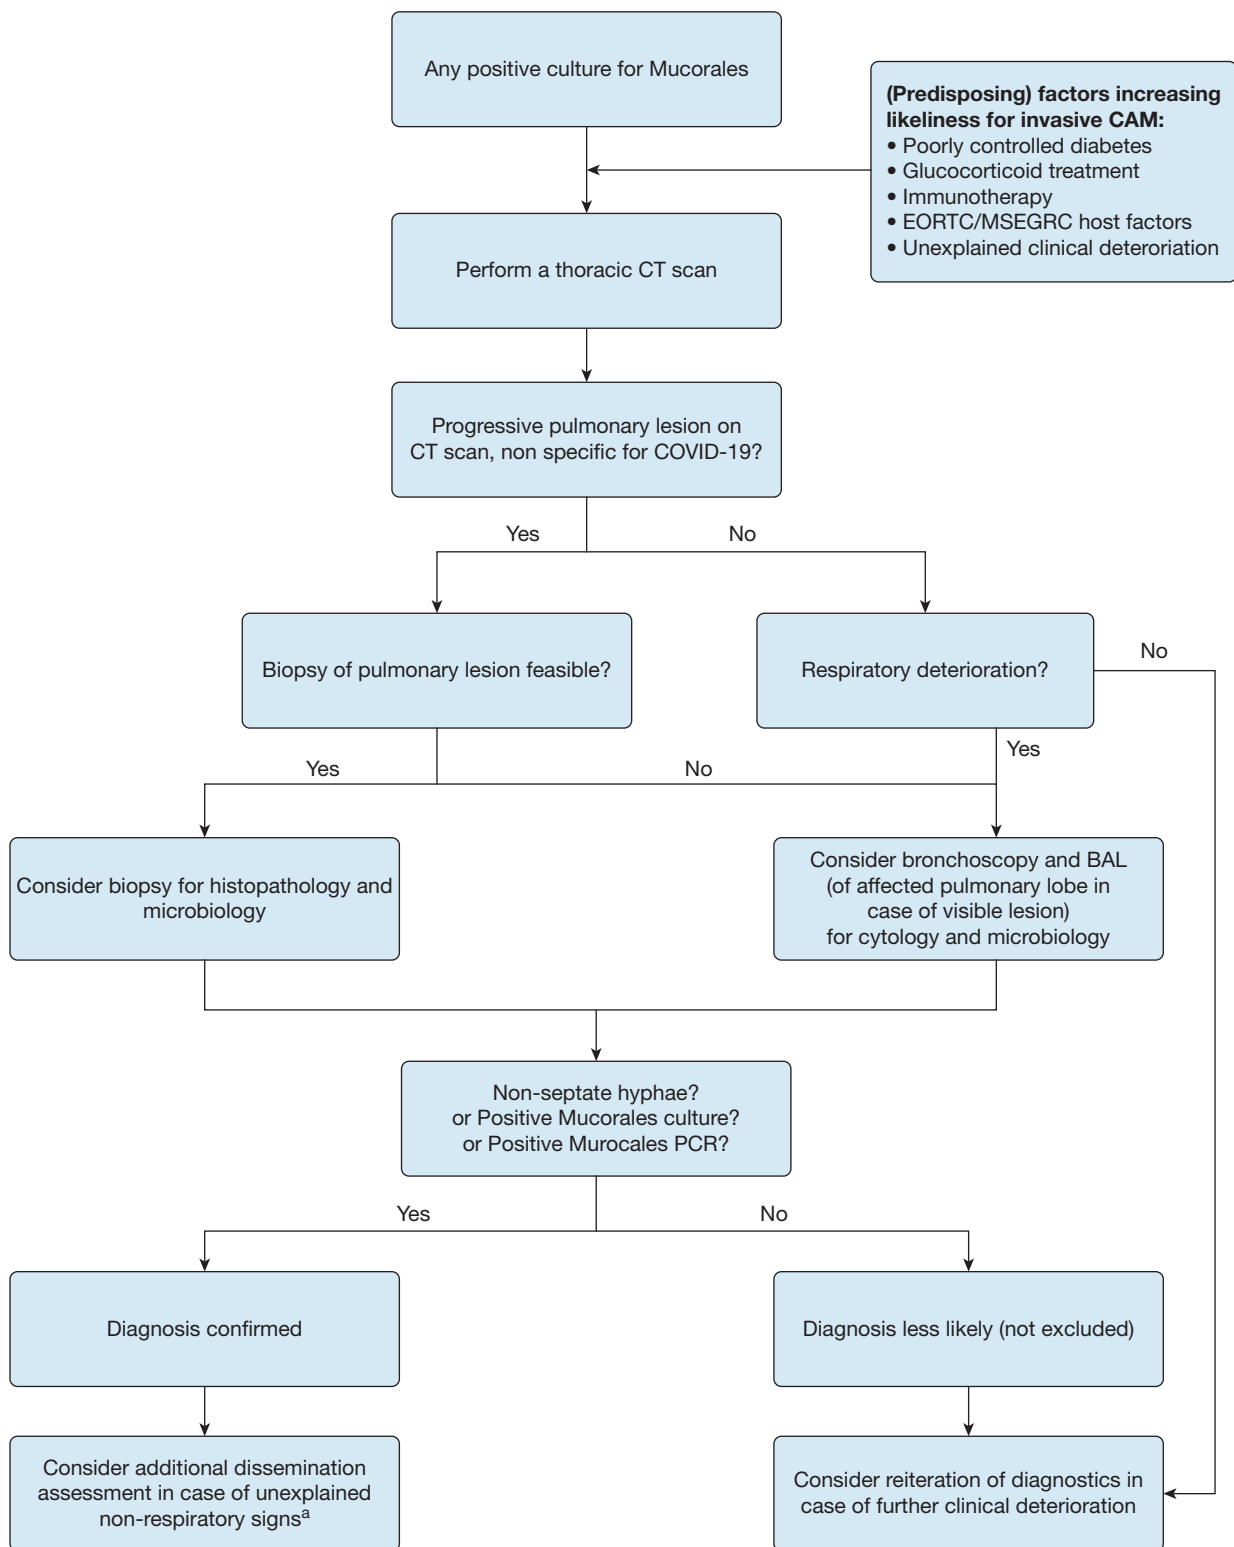 Any positive culture for Mucorales
(Predisposing) factors increasing
likeliness for invasive CAM:
• Poorly controlled diabetes
• Glucocorticoid treatment
• Immunotherapy
• EORTC/MSEGRC host factors
• Unexplained clinical deteroriation
Perform a thoracic CT scan
Progressive pulmonary lesion on
CT scan, non specific for COVID-19?
Yes
No
Biopsy of pulmonary lesion feasible?
Respiratory deterioration?
No
Yes
No
Yes
Consider biopsy for histopathology and
microbiology
Consider bronchoscopy and BAL
(of affected pulmonary lobe in
case of visible lesion)
for cytology and microbiology
Non-septate hyphae?
or Positive Mucorales culture?
or Positive Murocales PCR?
Yes
No
Diagnosis confirmed
Diagnosis less likely (not excluded)
Consider additional dissemination
assessment in case of unexplained
non-respiratory signsa
Consider reiteration of diagnostics in
case of further clinical deterioration